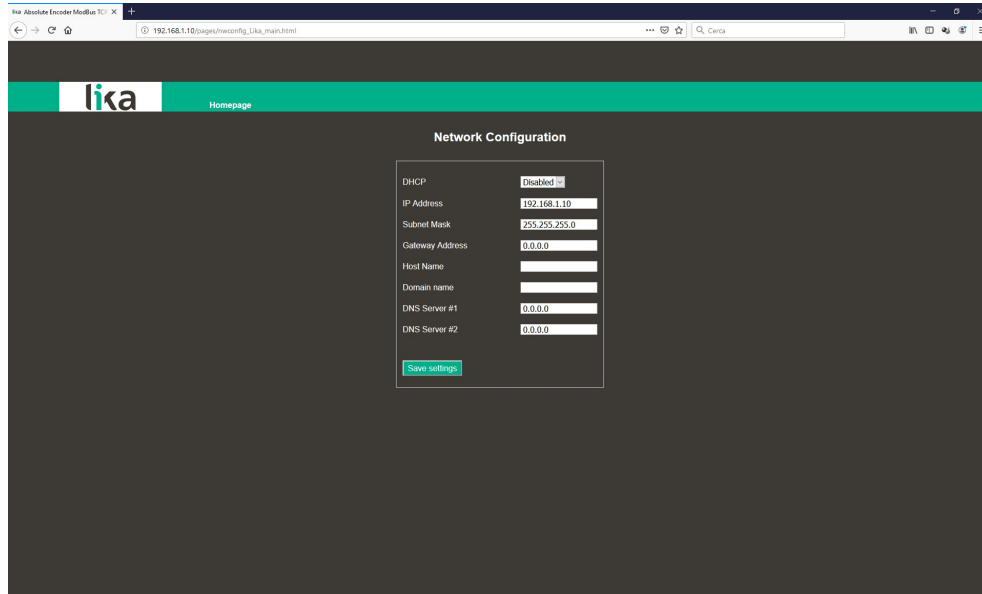 lika Absolute Encoder ModBus TCP
192.168.1.10/pages/nwconfig_Lika_main.html
Cerca
lika
Homepage
Network Configuration
DHCP Disabled
IP Address 192.168.1.10
Subnet Mask 255.255.255.0
Gateway Address 0.0.0.0
Host Name
Domain name
DNS Server #1 0.0.0.0
DNS Server #2 0.0.0.0
Save settings